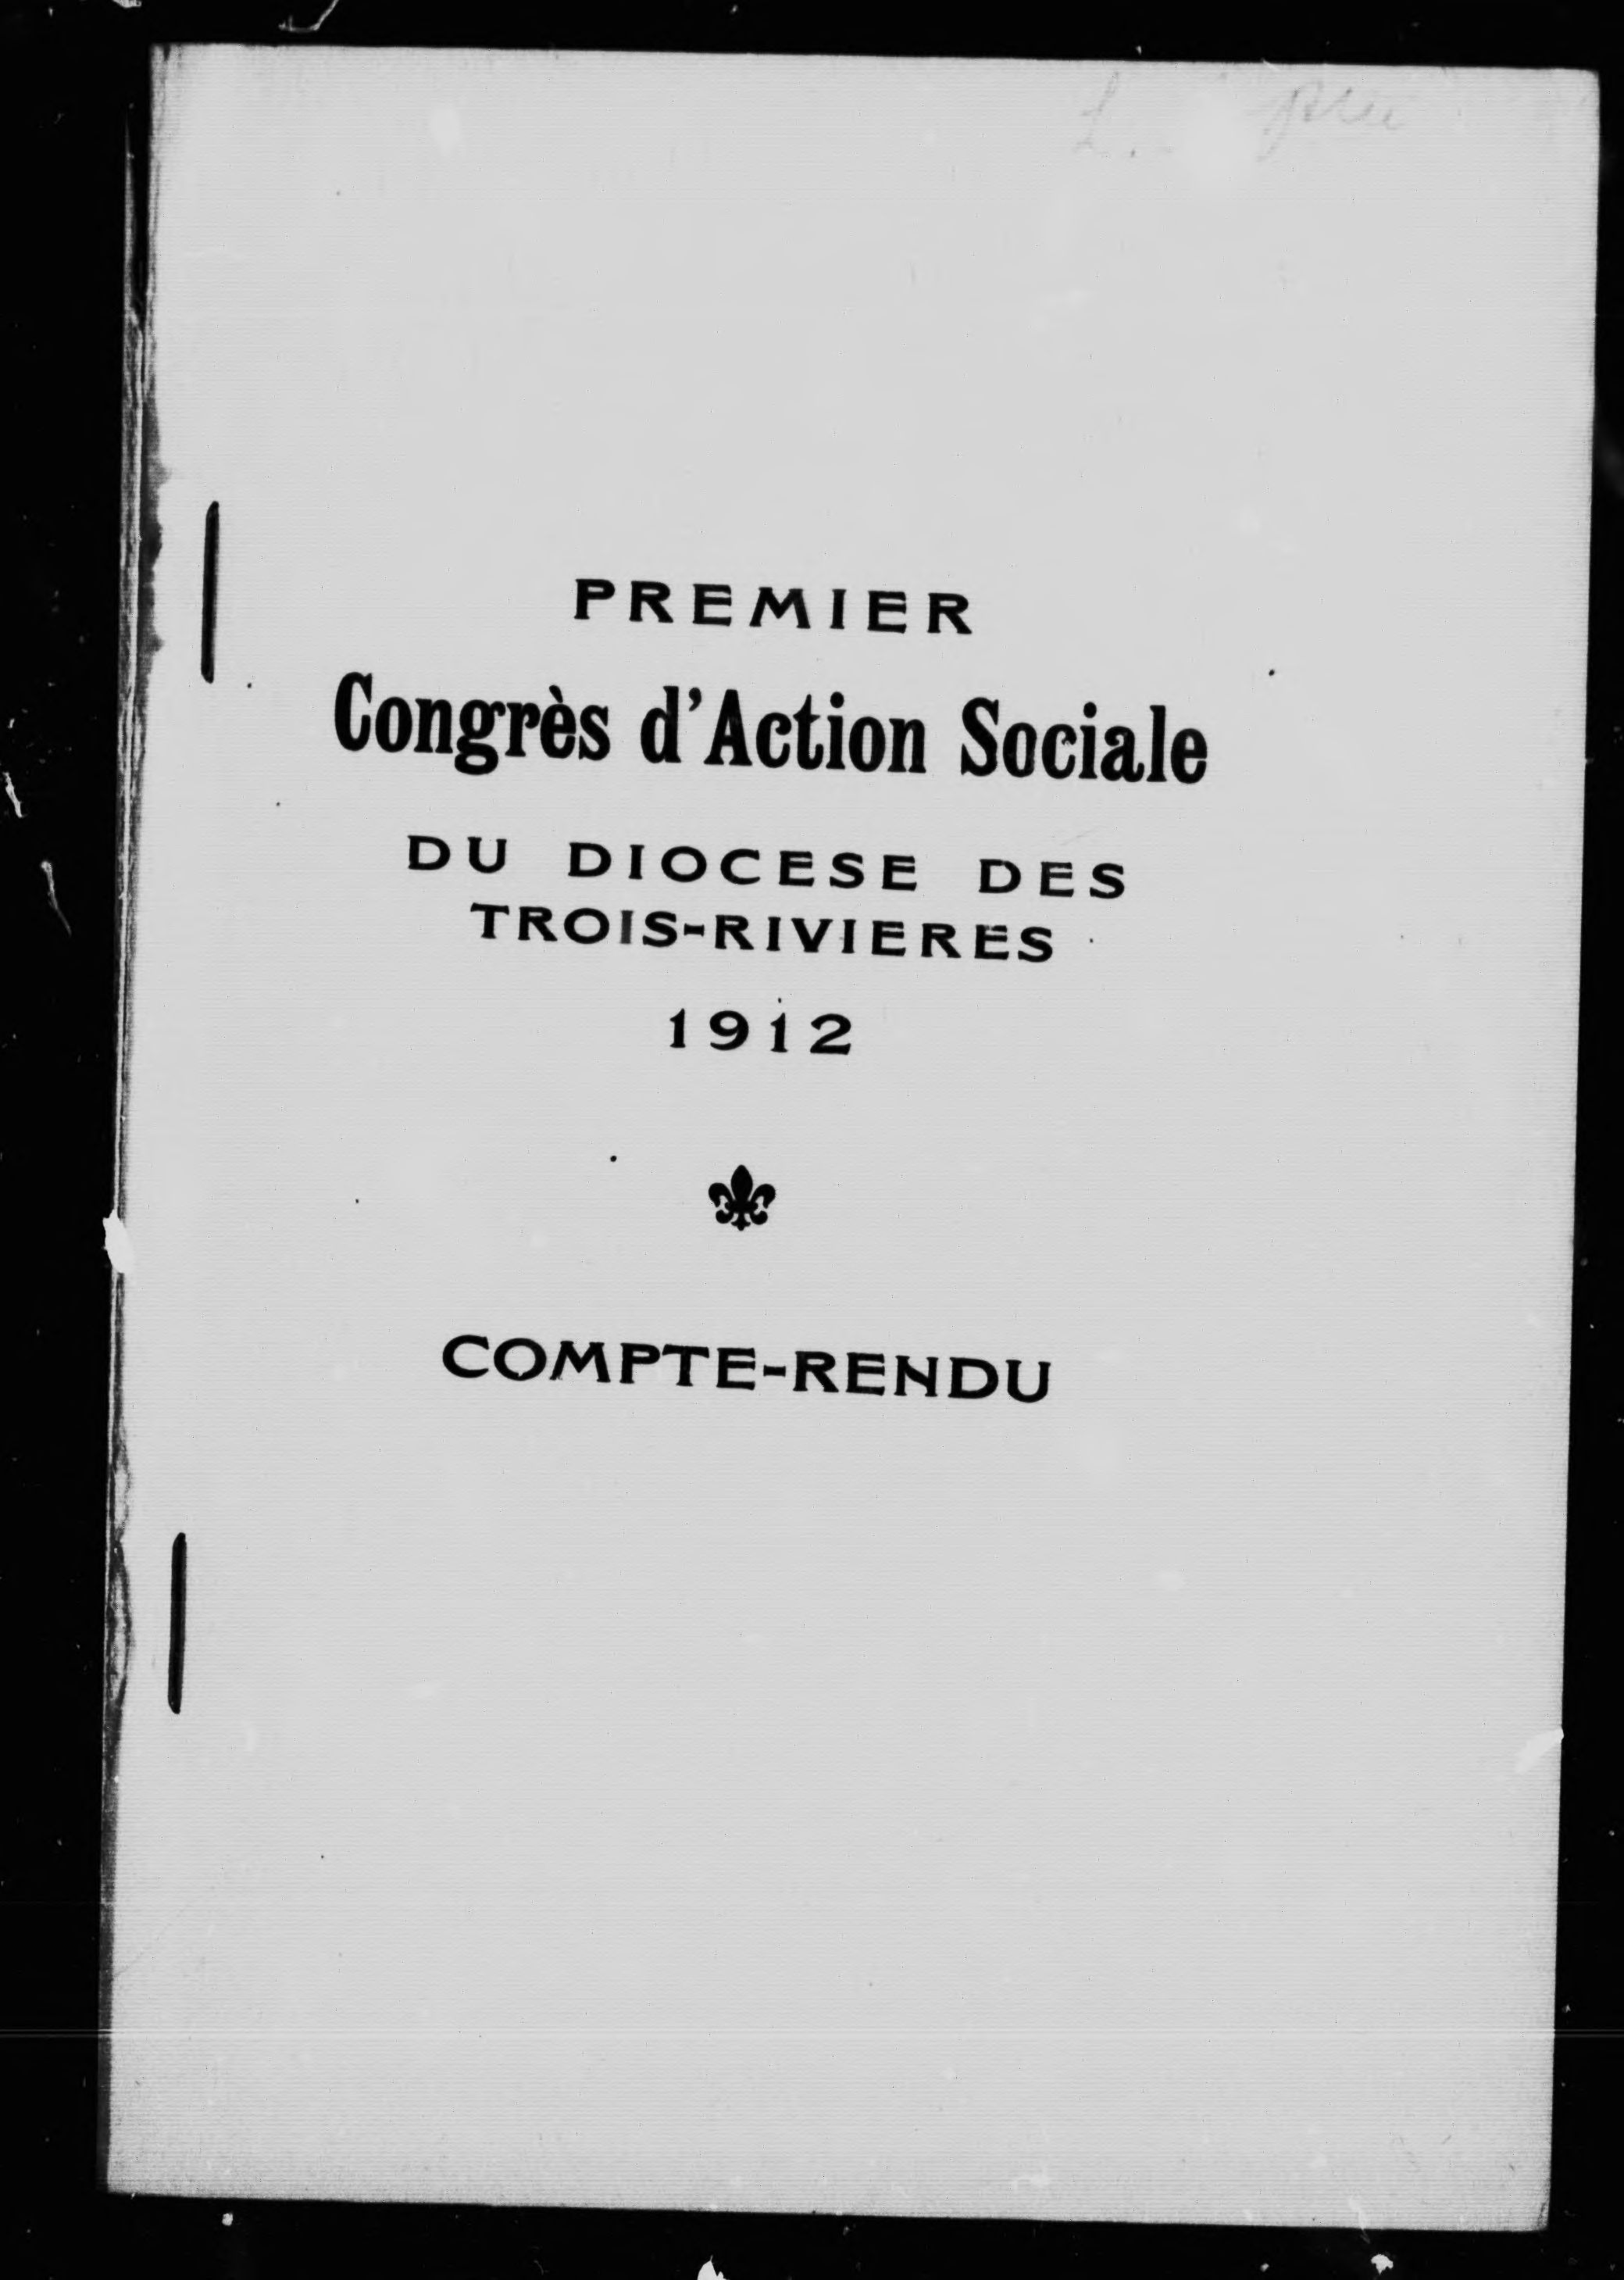 PREMIER
Congrès d'Action Sociale
DU DIOCESE DES
TROIS-RIVIERES
1912
COMPTE-RENDU